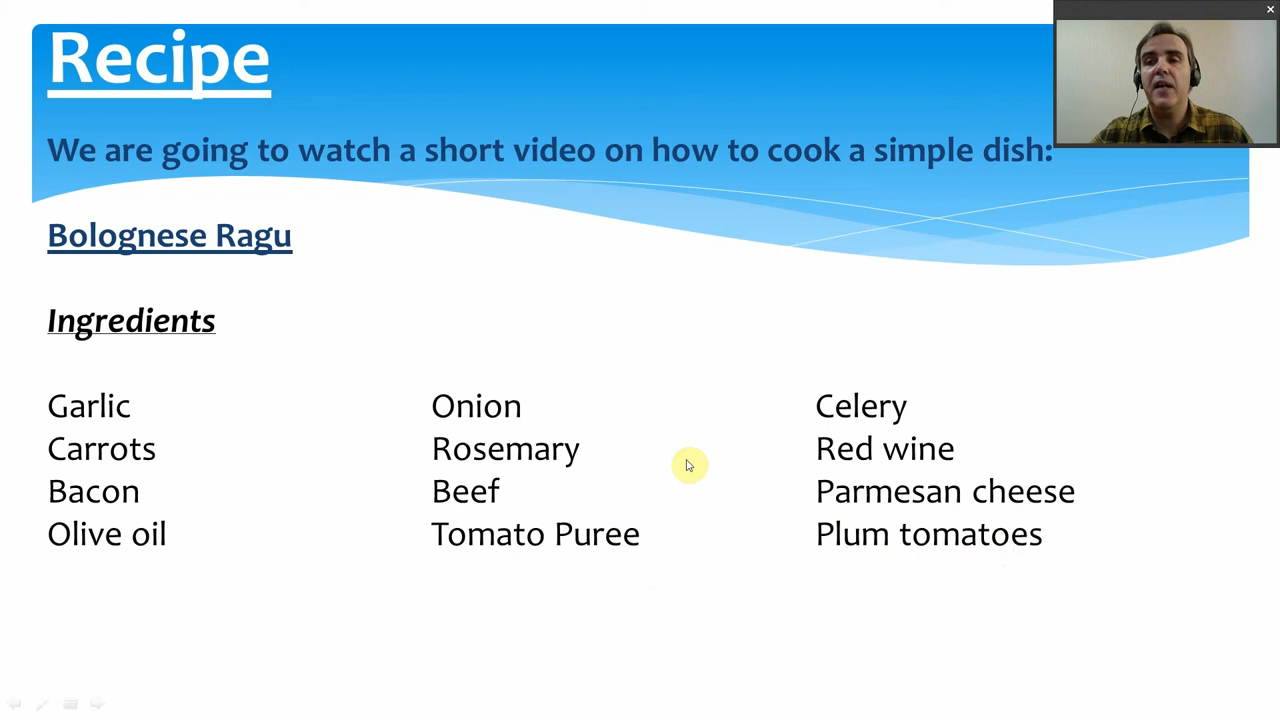 Recipe
We are going to watch a short video on how to cook a simple dish:
Bolognese Ragu
Ingredients
Garlic Onion Celery
Carrots Rosemary Red wine
Bacon Beef Parmesan cheese
Olive oil Tomato Puree Plum tomatoes